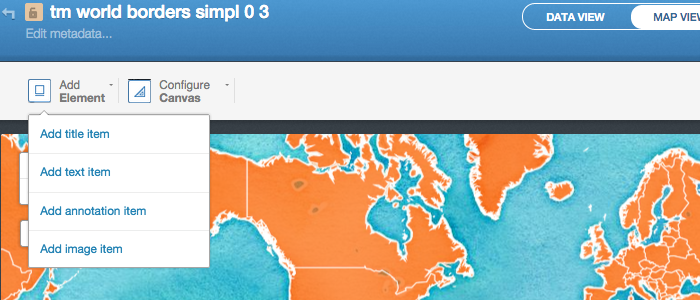 tm world borders simpl 0 3
DATA VIEW
MAP VIEW
Edit metadata...
Add
Element
Configure
Canvas
Add title item
Add text item
Add annotation item
Add image item